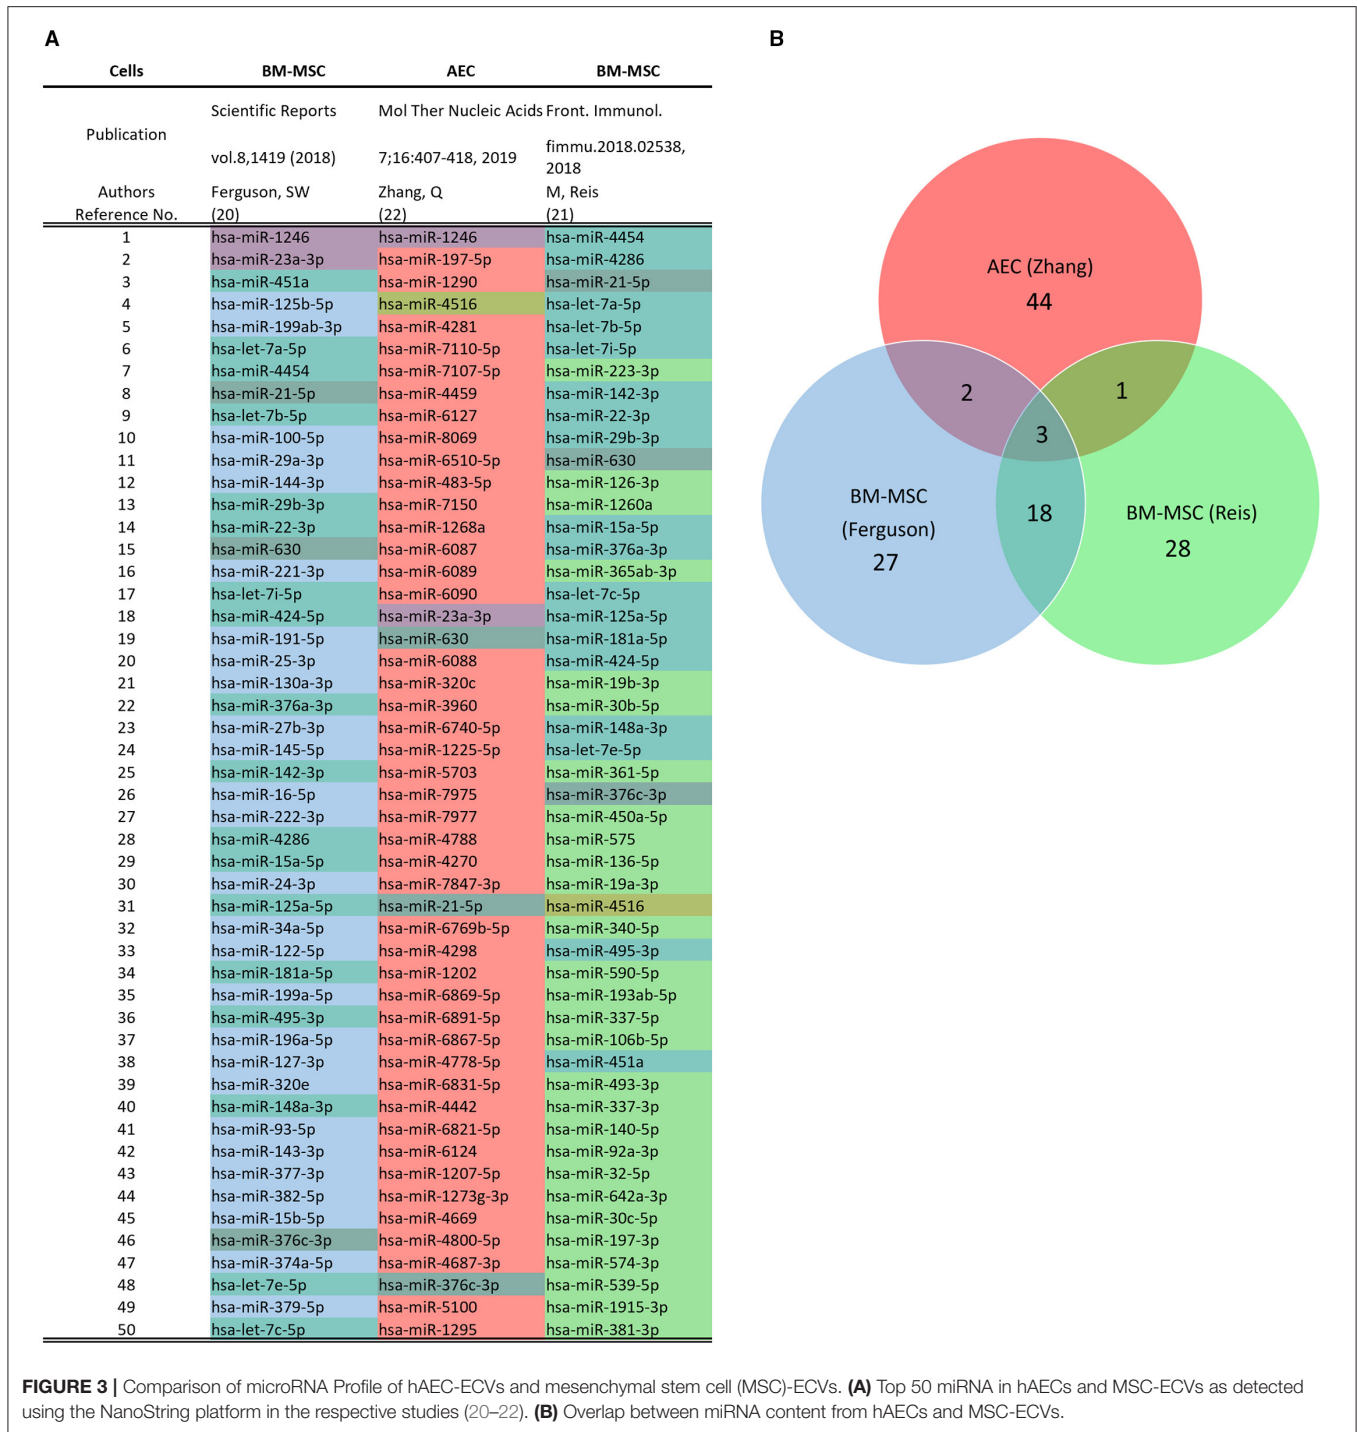 A
Cells BM-MSC AEC BM-MSC
Publication
Scientific Reports Mol Ther Nucleic Acids Front. Immunol.
vol.8,1419 (2018) 7;16:407-418, 2019 fimmu.2018.02538,
2018
Authors Ferguson, SW Zhang, Q M, Reis
Reference No. (20) (22) (21)
1 hsa-miR-1246 hsa-miR-1246 hsa-miR-4454
2 hsa-miR-23a-3p hsa-miR-197-5p hsa-miR-4286
3 hsa-miR-451a hsa-miR-1290 hsa-miR-21-5p
4 hsa-miR-125b-5p hsa-miR-4516 hsa-let-7a-5p
5 hsa-miR-199ab-3p hsa-miR-4281 hsa-let-7b-5p
6 hsa-let-7a-5p hsa-miR-7110-5p hsa-let-7i-5p
7 hsa-miR-4454 hsa-miR-7107-5p hsa-miR-223-3p
8 hsa-miR-21-5p hsa-miR-4459 hsa-miR-142-3p
9 hsa-let-7b-5p hsa-miR-6127 hsa-miR-22-3p
10 hsa-miR-100-5p hsa-miR-8069 hsa-miR-29b-3p
11 hsa-miR-29a-3p hsa-miR-6510-5p hsa-miR-630
12 hsa-miR-144-3p hsa-miR-483-5p hsa-miR-126-3p
13 hsa-miR-29b-3p hsa-miR-7150 hsa-miR-1260a
14 hsa-miR-22-3p hsa-miR-1268a hsa-miR-15a-5p
15 hsa-miR-630 hsa-miR-6087 hsa-miR-376a-3p
16 hsa-miR-221-3p hsa-miR-6089 hsa-miR-365ab-3p
17 hsa-let-7i-5p hsa-miR-6090 hsa-let-7c-5p
18 hsa-miR-424-5p hsa-miR-23a-3p hsa-miR-125a-5p
19 hsa-miR-191-5p hsa-miR-630 hsa-miR-181a-5p
20 hsa-miR-25-3p hsa-miR-6088 hsa-miR-424-5p
21 hsa-miR-130a-3p hsa-miR-320c hsa-miR-19b-3p
22 hsa-miR-376a-3p hsa-miR-3960 hsa-miR-30b-5p
23 hsa-miR-27b-3p hsa-miR-6740-5p hsa-miR-148a-3p
24 hsa-miR-145-5p hsa-miR-1225-5p hsa-let-7e-5p
25 hsa-miR-142-3p hsa-miR-5703 hsa-miR-361-5p
26 hsa-miR-16-5p hsa-miR-7975 hsa-miR-376c-3p
27 hsa-miR-222-3p hsa-miR-7977 hsa-miR-450a-5p
28 hsa-miR-4286 hsa-miR-4788 hsa-miR-575
29 hsa-miR-15a-5p hsa-miR-4270 hsa-miR-136-5p
30 hsa-miR-24-3p hsa-miR-7847-3p hsa-miR-19a-3p
31 hsa-miR-125a-5p hsa-miR-21-5p hsa-miR-4516
32 hsa-miR-34a-5p hsa-miR-6769b-5p hsa-miR-340-5p
33 hsa-miR-122-5p hsa-miR-4298 hsa-miR-495-3p
34 hsa-miR-181a-5p hsa-miR-1202 hsa-miR-590-5p
35 hsa-miR-199a-5p hsa-miR-6869-5p hsa-miR-193ab-5p
36 hsa-miR-495-3p hsa-miR-6891-5p hsa-miR-337-5p
37 hsa-miR-196a-5p hsa-miR-6867-5p hsa-miR-106b-5p
38 hsa-miR-127-3p hsa-miR-4778-5p hsa-miR-451a
39 hsa-miR-320e hsa-miR-6831-5p hsa-miR-493-3p
40 hsa-miR-148a-3p hsa-miR-4442 hsa-miR-337-3p
41 hsa-miR-93-5p hsa-miR-6821-5p hsa-miR-140-5p
42 hsa-miR-143-3p hsa-miR-6124 hsa-miR-92a-3p
43 hsa-miR-377-3p hsa-miR-1207-5p hsa-miR-32-5p
44 hsa-miR-382-5p hsa-miR-1273g-3p hsa-miR-642a-3p
45 hsa-miR-15b-5p hsa-miR-4669 hsa-miR-30c-5p
46 hsa-miR-376c-3p hsa-miR-4800-5p hsa-miR-197-3p
47 hsa-miR-374a-5p hsa-miR-4687-3p hsa-miR-574-3p
48 hsa-let-7e-5p hsa-miR-376c-3p hsa-miR-539-5p
49 hsa-miR-379-5p hsa-miR-5100 hsa-miR-1915-3p
50 hsa-let-7c-5p hsa-miR-1295 hsa-miR-381-3p
B
AEC (Zhang)
44
2
1
3
BM-MSC
(Ferguson)
27
18
BM-MSC (Reis)
28
FIGURE 3 | Comparison of microRNA Profile of hAEC-ECVs and mesenchymal stem cell (MSC)-ECVs. (A) Top 50 miRNA in hAECs and MSC-ECVs as detected
using the NanoString platform in the respective studies (20–22). (B) Overlap between miRNA content from hAECs and MSC-ECVs.